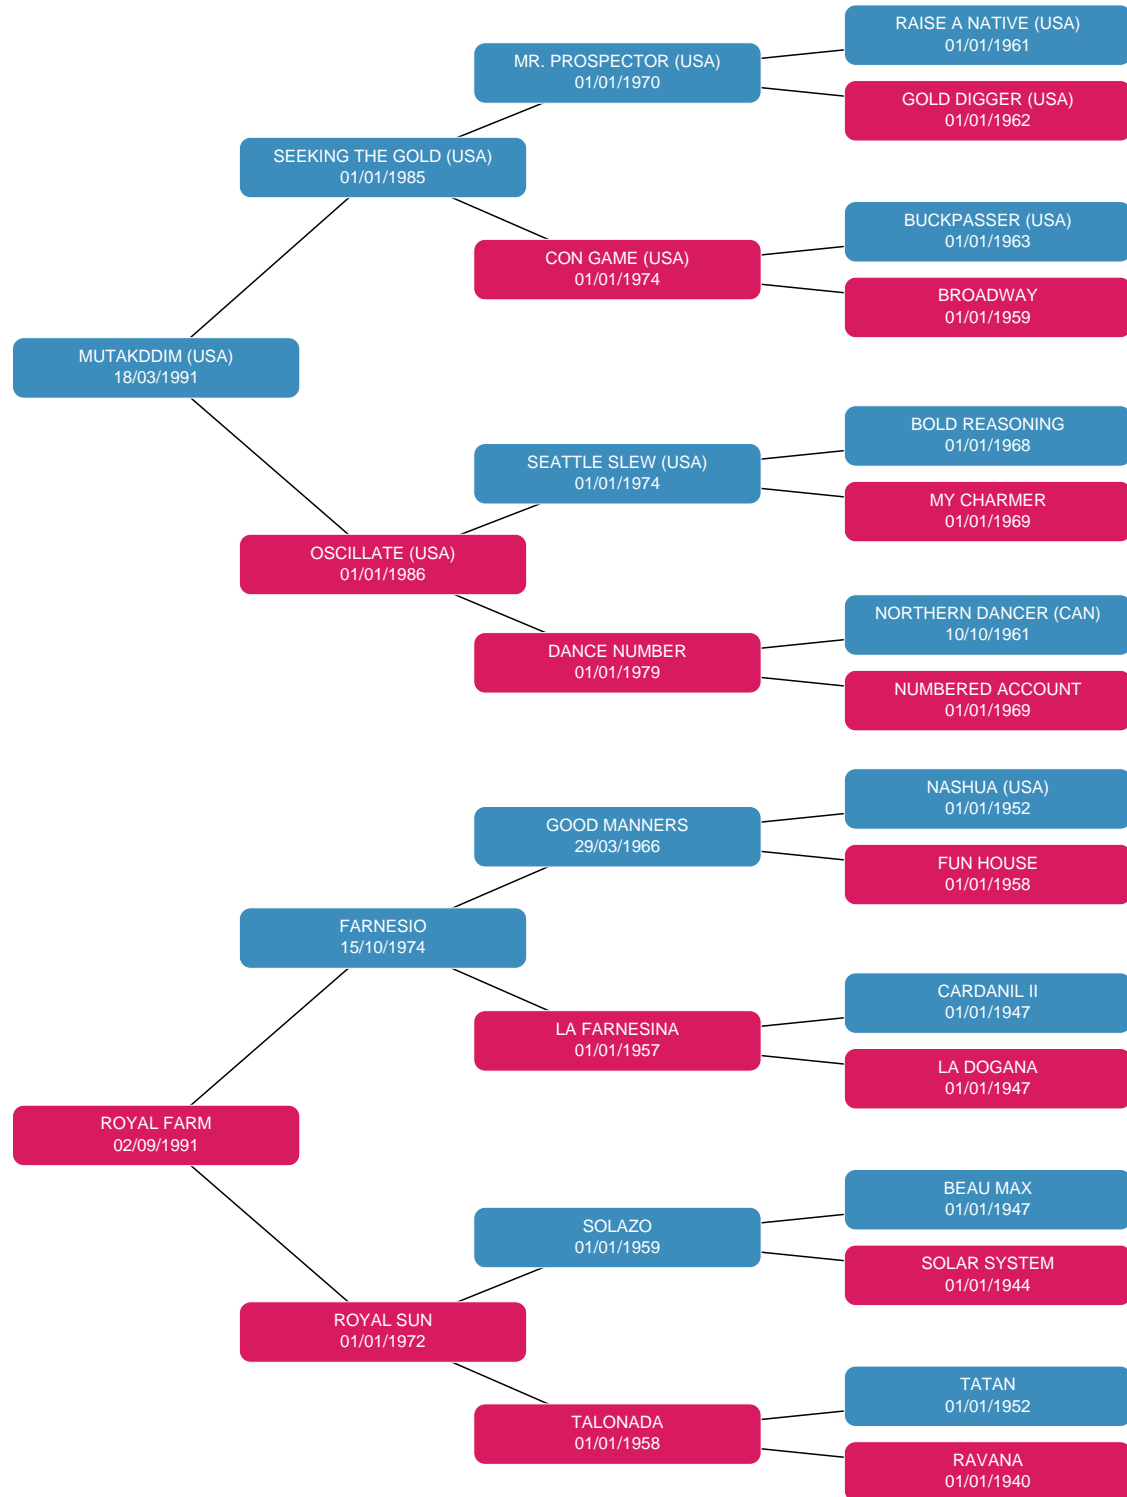 RAISE A NATIVE (USA)
01/01/1961
MR. PROSPECTOR (USA)
01/01/1970
GOLD DIGGER (USA)
01/01/1962
SEEKING THE GOLD (USA)
01/01/1985
BUCKPASSER (USA)
01/01/1963
CON GAME (USA)
01/01/1974
BROADWAY
01/01/1959
MUTAKDDIM (USA)
18/03/1991
BOLD REASONING
01/01/1968
SEATTLE SLEW (USA)
01/01/1974
MY CHARMER
01/01/1969
OSCILLATE (USA)
01/01/1986
NORTHERN DANCER (CAN)
10/10/1961
DANCE NUMBER
01/01/1979
NUMBERED ACCOUNT
01/01/1969
NASHUA (USA)
01/01/1952
GOOD MANNERS
29/03/1966
FUN HOUSE
01/01/1958
FARNESIO
15/10/1974
CARDANIL II
01/01/1947
LA FARNESINA
01/01/1957
LA DOGANA
01/01/1947
ROYAL FARM
02/09/1991
BEAU MAX
01/01/1947
SOLAZO
01/01/1959
SOLAR SYSTEM
01/01/1944
ROYAL SUN
01/01/1972
TATAN
01/01/1952
TALONADA
01/01/1958
RAVANA
01/01/1940